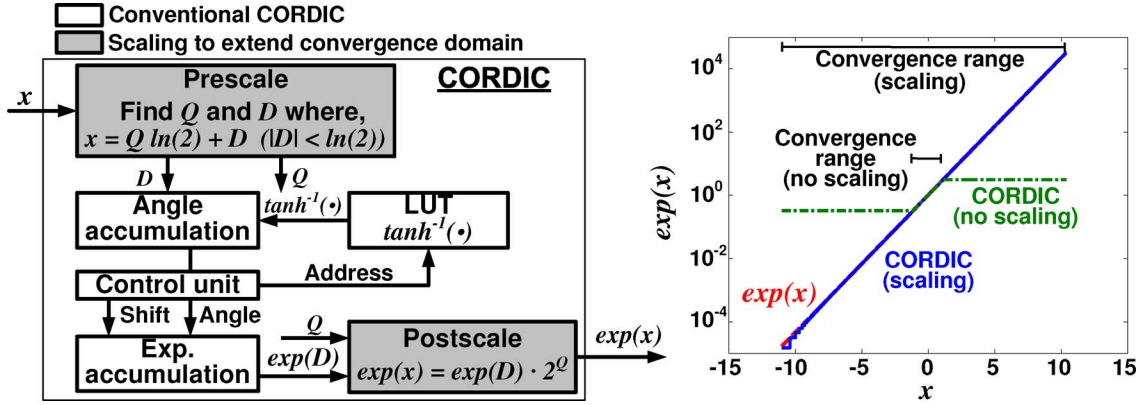 Conventional CORDIC
Scaling to extend convergence domain
CORDIC
x
Prescale
Find Q and D where,
x = Q ln(2) + D (|D| < ln(2))
D
Q
tanh⁻¹(•)
Angle
accumulation
LUT
tanh⁻¹(•)
Control unit
Address
Shift
Angle
Exp.
accumulation
Q
exp(D)
Postscale
exp(x) = exp(D) · 2^Q
exp(x)
exp(x)
10⁴
10²
10⁰
10⁻²
10⁻⁴
Convergence range
(scaling)
Convergence
range
(no scaling)
CORDIC
(no scaling)
CORDIC
(scaling)
exp(x)
-15 -10 -5 0 5 10 15
x